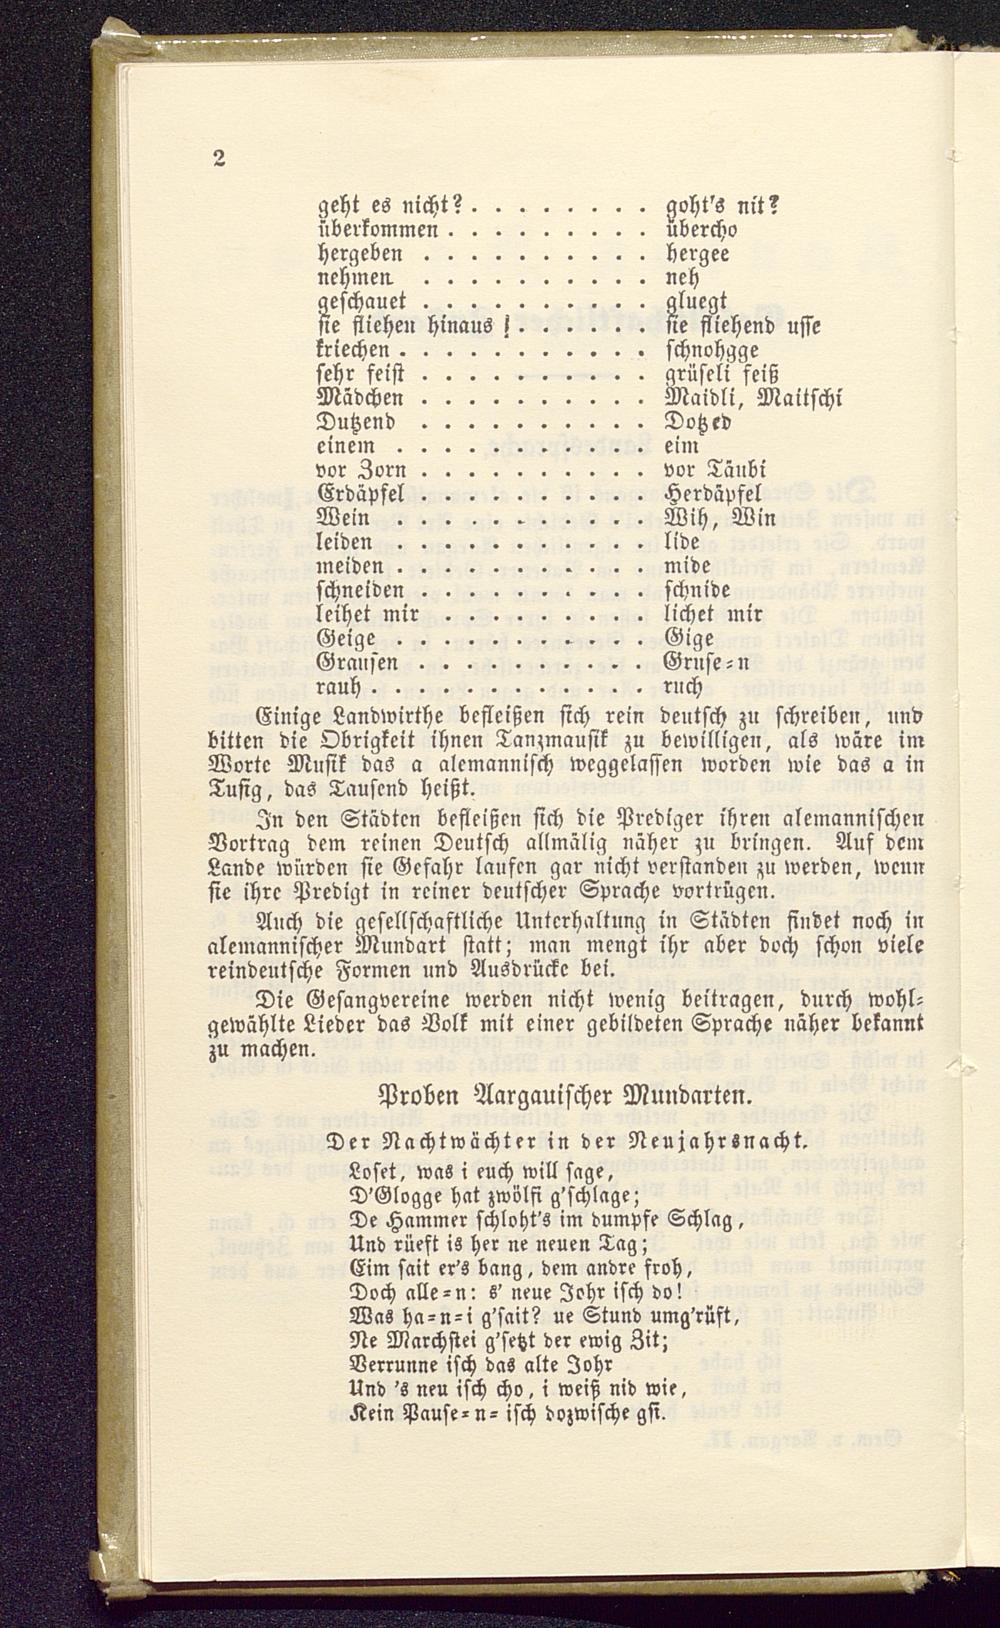 2
geht es nicht? . . . . . . . . goht's nit?
überkommen . . . . . . . . . übercho
hergeben . . . . . . . . . . hergee
nehmen . . . . . . . . . . neh
geschauet . . . . . . . . . . gluegt
sie fliehen hinaus ! . . . . . . sie fliehend usse
kriechen . . . . . . . . . . . schnohgge
sehr feist . . . . . . . . . . grüseli feiß
Mädchen . . . . . . . . . . Maidli, Maitschi
Dutzend . . . . . . . . . . Dotzed
einem . . . . . . . . . . . eim
vor Zorn . . . . . . . . . . vor Täubi
Erdäpfel . . . . . . . . . . Herdäpfel
Wein . . . . . . . . . . . Wih, Win
leiden . . . . . . . . . . . lide
meiden . . . . . . . . . . . mide
schneiden . . . . . . . . . . schnide
leihet mir . . . . . . . . . lichet mir
Geige . . . . . . . . . . . Gige
Grausen . . . . . . . . . Gruse-n
rauh . . . . . . . . . . . . ruch
Einige Landwirthe befleißen sich rein deutsch zu schreiben, und
bitten die Obrigkeit ihnen Tanzmausik zu bewilligen, als wäre im
Worte Musik das a alemannisch weggelassen worden wie das a in
Tusig, das Tausend heißt.
In den Städten befleißen sich die Prediger ihren alemannischen
Vortrag dem reinen Deutsch allmälig näher zu bringen. Auf dem
Lande würden sie Gefahr laufen gar nicht verstanden zu werden, wenn
sie ihre Predigt in reiner deutscher Sprache vortrügen.
Auch die gesellschaftliche Unterhaltung in Städten findet noch in
alemannischer Mundart statt; man mengt ihr aber doch schon viele
reindeutsche Formen und Ausdrücke bei.
Die Gesangvereine werden nicht wenig beitragen, durch wohl-
gewählte Lieder das Volk mit einer gebildeten Sprache näher bekannt
zu machen.
Proben Aargauischer Mundarten.
Der Nachtwächter in der Neujahrsnacht.
Loset, was i euch will sage,
D'Glogge hat zwölfi g'schlage;
De Hammer schloht's im dumpfe Schlag,
Und rüeft is her ne neuen Tag;
Eim sait er's bang, dem andre froh,
Doch alle-n: s' neue Johr isch do!
Was ha-n-i g'sait? ue Stund umg'rüft,
Ne Marchstei g'setzt der ewig Zit;
Verrunne isch das alte Johr
Und 's neu isch cho, i weiß nid wie,
Kein Pause-n- isch dozwische gsi.